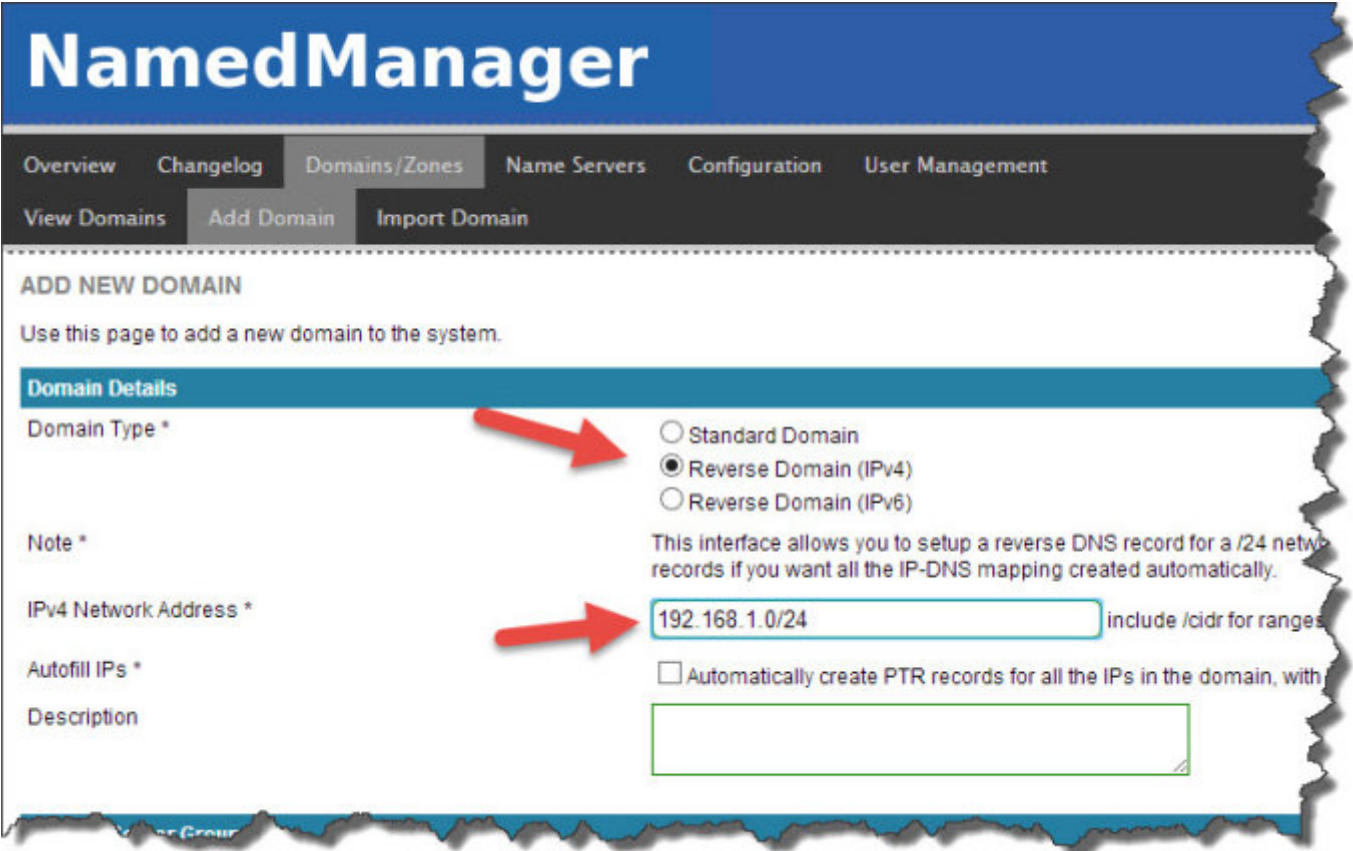 NamedManager
Overview Changelog Domains/Zones Name Servers Configuration User Management
View Domains Add Domain Import Domain
ADD NEW DOMAIN
Use this page to add a new domain to the system.
Domain Details
Domain Type *
Standard Domain
Reverse Domain (IPv4)
Reverse Domain (IPv6)
Note * This interface allows you to setup a reverse DNS record for a /24
records if you want all the IP-DNS mapping created automatically.
IPv4 Network Address * 192.168.1.0/24 include /cidr for ranges
Autofill IPs * Automatically create PTR records for all the IPs in the domain, with
Description